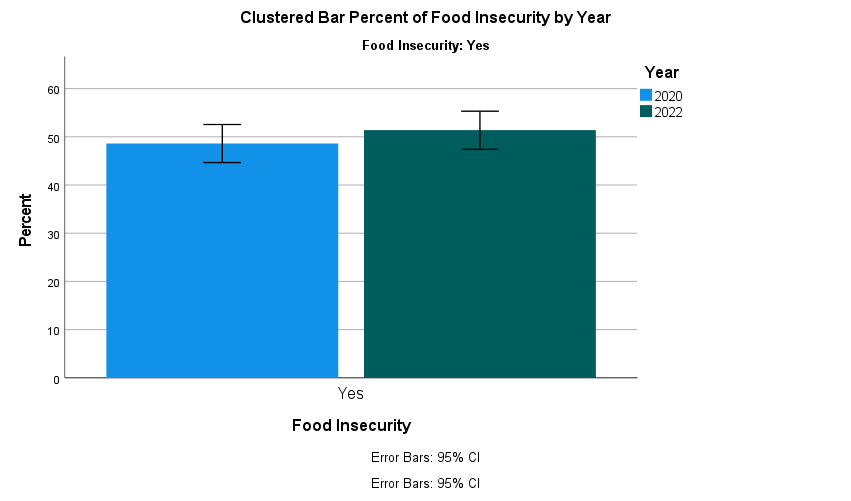 Clustered Bar Percent of Food Insecurity by Year
Food Insecurity: Yes
Year
2020
2022
60
50
40
30
20
10
0
Percent
Yes
Food Insecurity
Error Bars: 95% CI
Error Bars: 95% CI